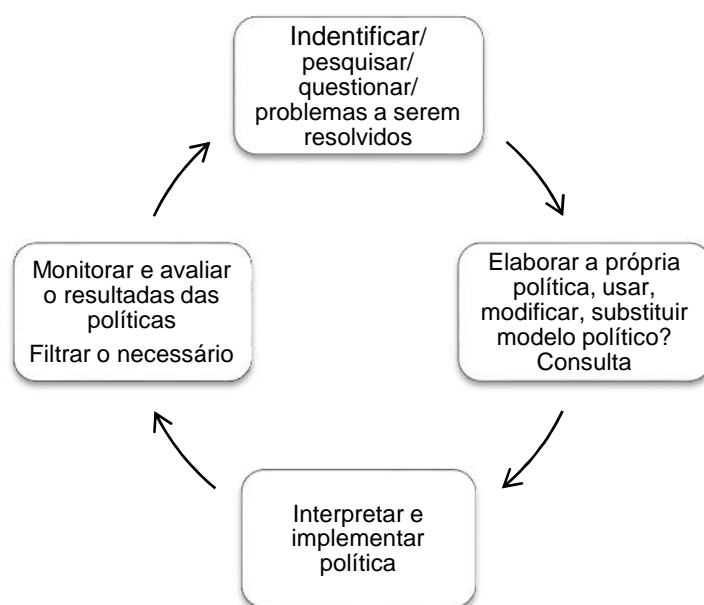 Indentificar/
pesquisar/
questionar/
problemas a serem
resolvidos
Elaborar a própria
política, usar,
modificar, substituir
modelo político?
Consulta
Interpretar e
implementar
política
Monitorar e avaliar
o resultadas das
políticas
Filtrar o necessário